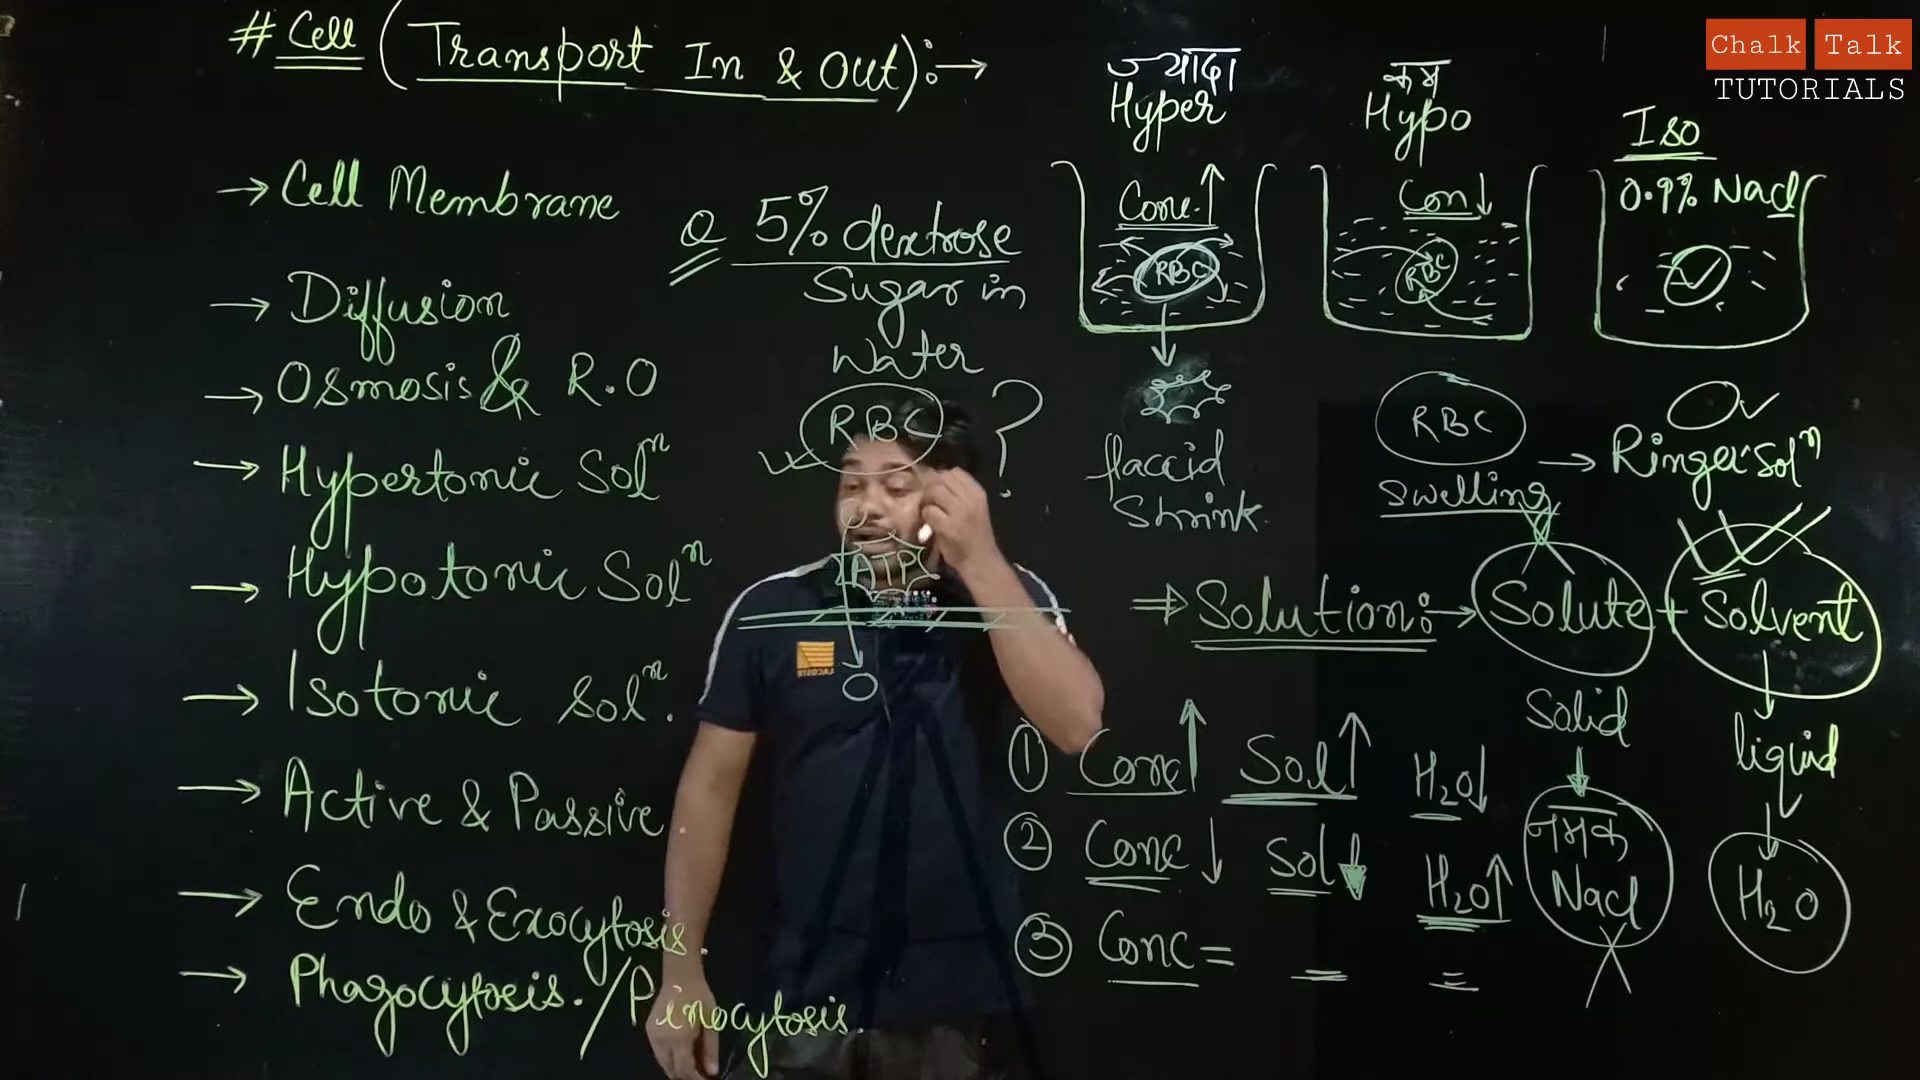 # Cell (Transport In & Out):→
→ Cell Membrane
→ Diffusion
→ Osmosis & R.O
→ Hypertonic Solⁿ
→ Hypotonic Solⁿ
→ Isotonic Solⁿ.
→ Active & Passive.
→ Endo & Exocytosis.
→ Phagocytosis./Pinocytosis.
Q 5% dextrose
Sugar in
Water
RBC ?
ATP
ज्यादा
Hyper
Conc.↑
RBC
flaccid
Shrink.
कम
Hypo
Con↓
RBC
RBC
Swelling
Iso
0.9% Nacl
→ Ringer solⁿ
⇒ Solution:→ Solute + Solvent
Solid
नमक
Nacl
liquid
H₂O
① Conc↑ Sol↑ H₂O↓
② Conc↓ Sol↓ H₂O↑
③ Conc = = =
Chalk Talk
TUTORIALS